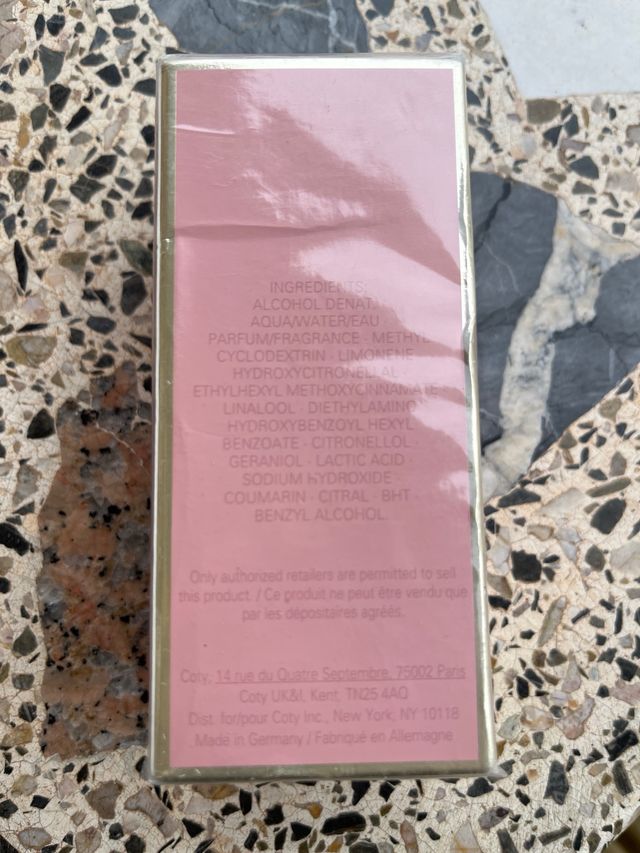 INGREDIENTS:
ALCOHOL DENAT. ·
AQUA/WATER/EAU ·
PARFUM/FRAGRANCE · METHYL
CYCLODEXTRIN · LIMONENE ·
HYDROXYCITRONELLAL ·
ETHYLHEXYL METHOXYCINNAMATE ·
LINALOOL · DIETHYLAMINO
HYDROXYBENZOYL HEXYL
BENZOATE · CITRONELLOL ·
GERANIOL · LACTIC ACID ·
SODIUM HYDROXIDE ·
COUMARIN · CITRAL · BHT ·
BENZYL ALCOHOL.
Only authorized retailers are permitted to sell
this product. / Ce produit ne peut être vendu que
par les dépositaires agréés.
Coty, 14 rue du Quatre Septembre, 75002 Paris
Coty UK&I, Kent, TN25 4AQ
Dist. for/pour Coty Inc., New York, NY 10118
Made in Germany / Fabriqué en Allemagne